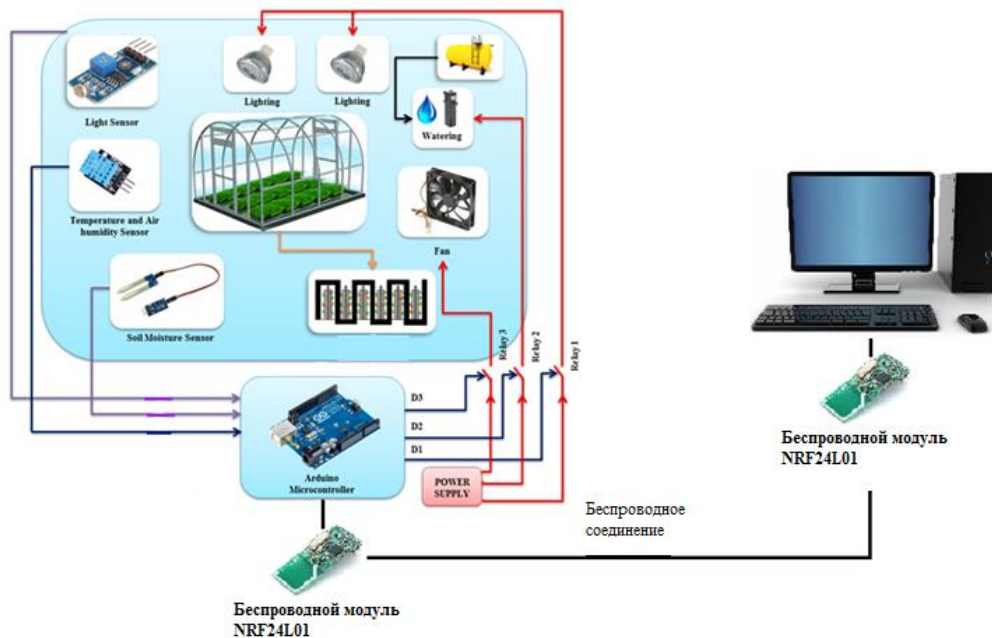 Light Sensor
Lighting
Lighting
Watering
Temperature and Air
humidity Sensor
Fan
Soil Moisture Sensor
Relay 3
Relay 2
Relay 1
D3
D2
D1
Arduino
Microcontroller
POWER
SUPPLY
Беспроводной модуль
NRF24L01
Беспроводное
соединение
Беспроводной модуль
NRF24L01